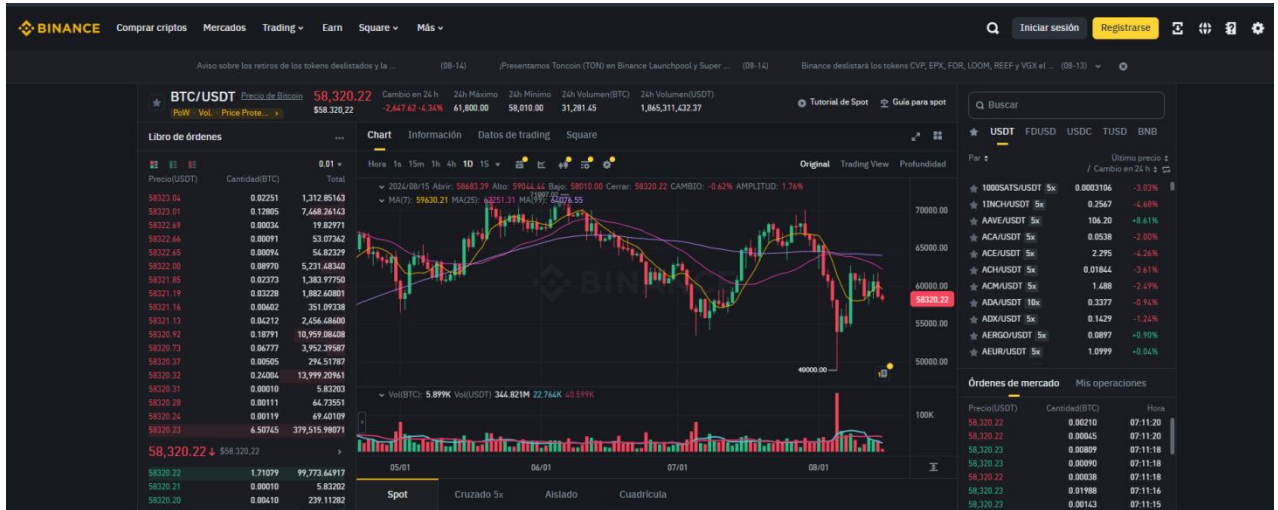 BINANCE Comprar criptos Mercados Trading Earn Square Más Iniciar sesión Registrarse
Aviso sobre los retiros de los tokens deslistados y la ... (08-14) ¡Presentamos Toncoin (TON) en Binance Launchpool y Super ... (08-14) Binance deslistará los tokens CVP, EPX, FOR, LOOM, REEF y VGX el ... (08-13)
BTC/USDT Precio de Bitcoin
PoW Vol. Price Prote...
58,320.22
$58.320,22
Cambio en 24 h
-2,647.62 -4.34%
24h Máximo
61,800.00
24h Mínimo
58,010.00
24h Volumen(BTC)
31,281.45
24h Volumen(USDT)
1,865,311,432.37
Tutorial de Spot Guía para spot
Libro de órdenes ...
0.01
Precio(USDT) Cantidad(BTC) Total
58323.04 0.02251 1,312.85163
58323.01 0.12805 7,468.26143
58322.69 0.00034 19.82971
58322.66 0.00091 53.07362
58322.65 0.00094 54.82329
58322.00 0.08970 5,231.48340
58321.85 0.02373 1,383.97750
58321.19 0.03228 1,882.60801
58321.16 0.00602 351.09338
58321.13 0.04212 2,456.48600
58320.92 0.18791 10,959.08408
58320.73 0.06777 3,952.39587
58320.37 0.00505 294.51787
58320.32 0.24004 13,999.20961
58320.31 0.00010 5.83203
58320.28 0.00111 64.73551
58320.24 0.00119 69.40109
58320.23 6.50745 379,515.98071
58,320.22↓ $58.320,22
58320.22 1.71079 99,773.64917
58320.21 0.00010 5.83202
58320.20 0.00410 239.11282
Chart Información Datos de trading Square
Hora 1s 15m 1h 4h 1D 1S Original Trading View Profundidad
2024/08/15 Abrir: 58683.39 Alto: 59044.44 Bajo: 58010.00 Cerrar: 58320.22 CAMBIO: -0.62% AMPLITUD: 1.76%
MA(7): 59630.21 MA(25): 61251.31 MA(99): 64076.55
70000.00
65000.00
60000.00
58320.22
55000.00
50000.00
49000.00
BINANCE
Vol(BTC): 5.899K Vol(USDT) 344.821M 22.764K 40.599K
100K
05/01 06/01 07/01 08/01
Spot Cruzado 5x Aislado Cuadrícula
Buscar
USDT FDUSD USDC TUSD BNB
Par Último precio
/ Cambio en 24 h
1000SATS/USDT 5x 0.0003106 -3.03%
1INCH/USDT 5x 0.2567 -4.68%
AAVE/USDT 5x 106.20 +8.61%
ACA/USDT 5x 0.0538 -2.00%
ACE/USDT 5x 2.295 -4.26%
ACH/USDT 5x 0.01844 -3.61%
ACM/USDT 5x 1.488 -2.49%
ADA/USDT 10x 0.3377 -0.94%
ADX/USDT 5x 0.1429 -1.24%
AERGO/USDT 5x 0.0897 +0.90%
AEUR/USDT 5x 1.0999 +0.04%
Órdenes de mercado Mis operaciones
Precio(USDT) Cantidad(BTC) Hora
58,320.22 0.00210 07:11:20
58,320.22 0.00045 07:11:20
58,320.23 0.00809 07:11:18
58,320.23 0.00090 07:11:18
58,320.22 0.00038 07:11:18
58,320.23 0.01988 07:11:16
58,320.23 0.00143 07:11:15